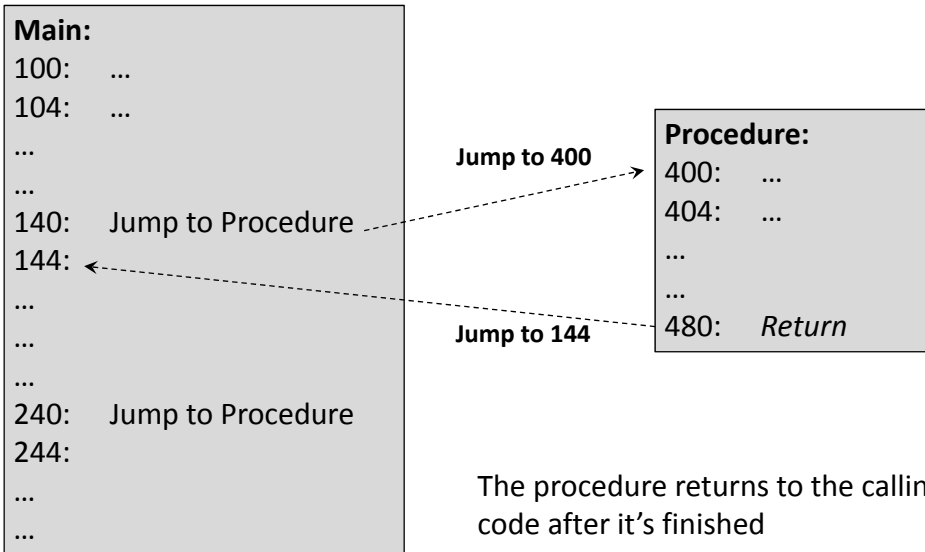 Main:
100: …
104: …
…
…
140: Jump to Procedure
144:
…
…
…
240: Jump to Procedure
244:
…
…
Jump to 400
Jump to 144
Procedure:
400: …
404: …
…
…
480: Return
The procedure returns to the callin
code after it's finished